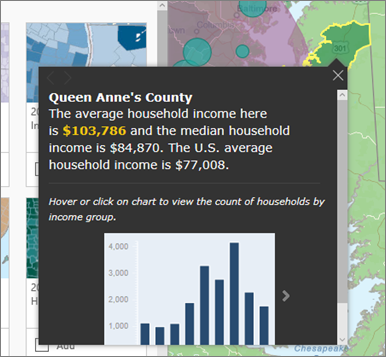 Baltimore
301
20
In
Queen Anne's County
The average household income here
is $103,786 and the median household
income is $84,870. The U.S. average
household income is $77,008.
Hover or click on chart to view the count of households by
income group.
4,000
3,000
2,000
1,000
20
H
Add
Chesapeake